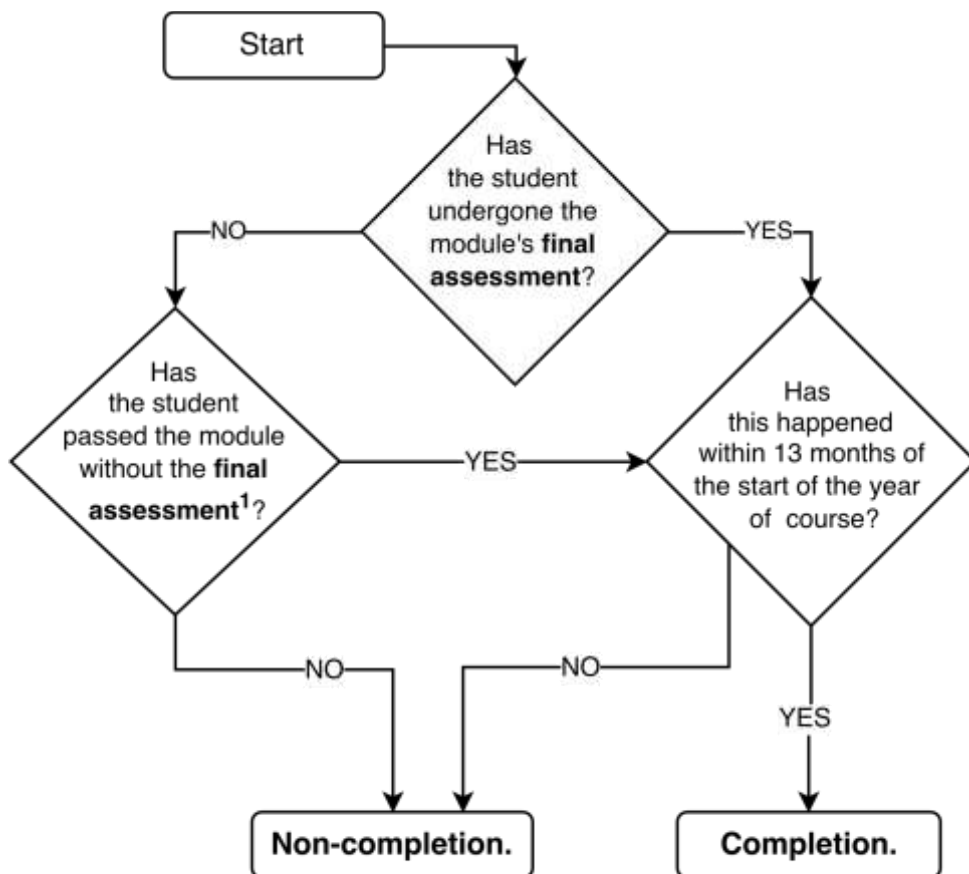 Start
Has
the student
undergone the
module's final
assessment?
NO
YES
Has
the student
passed the module
without the final
assessment1?
YES
Has
this happened
within 13 months of
the start of the year
of course?
NO
NO
YES
Non-completion.
Completion.